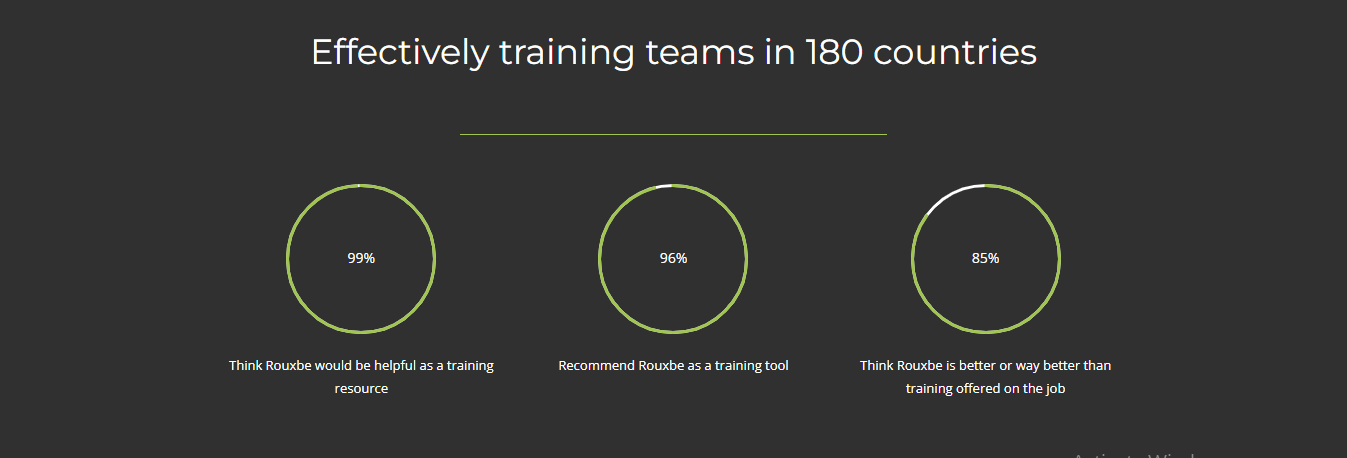 Effectively training teams in 180 countries
99%
96%
85%
Think Rouxbe would be helpful as a training
resource
Recommend Rouxbe as a training tool
Think Rouxbe is better or way better than
training offered on the job